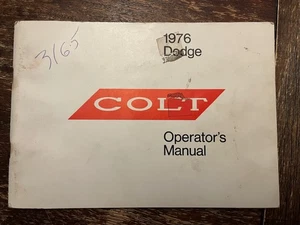 3165
1976
Dodge
COLT
Operator's
Manual